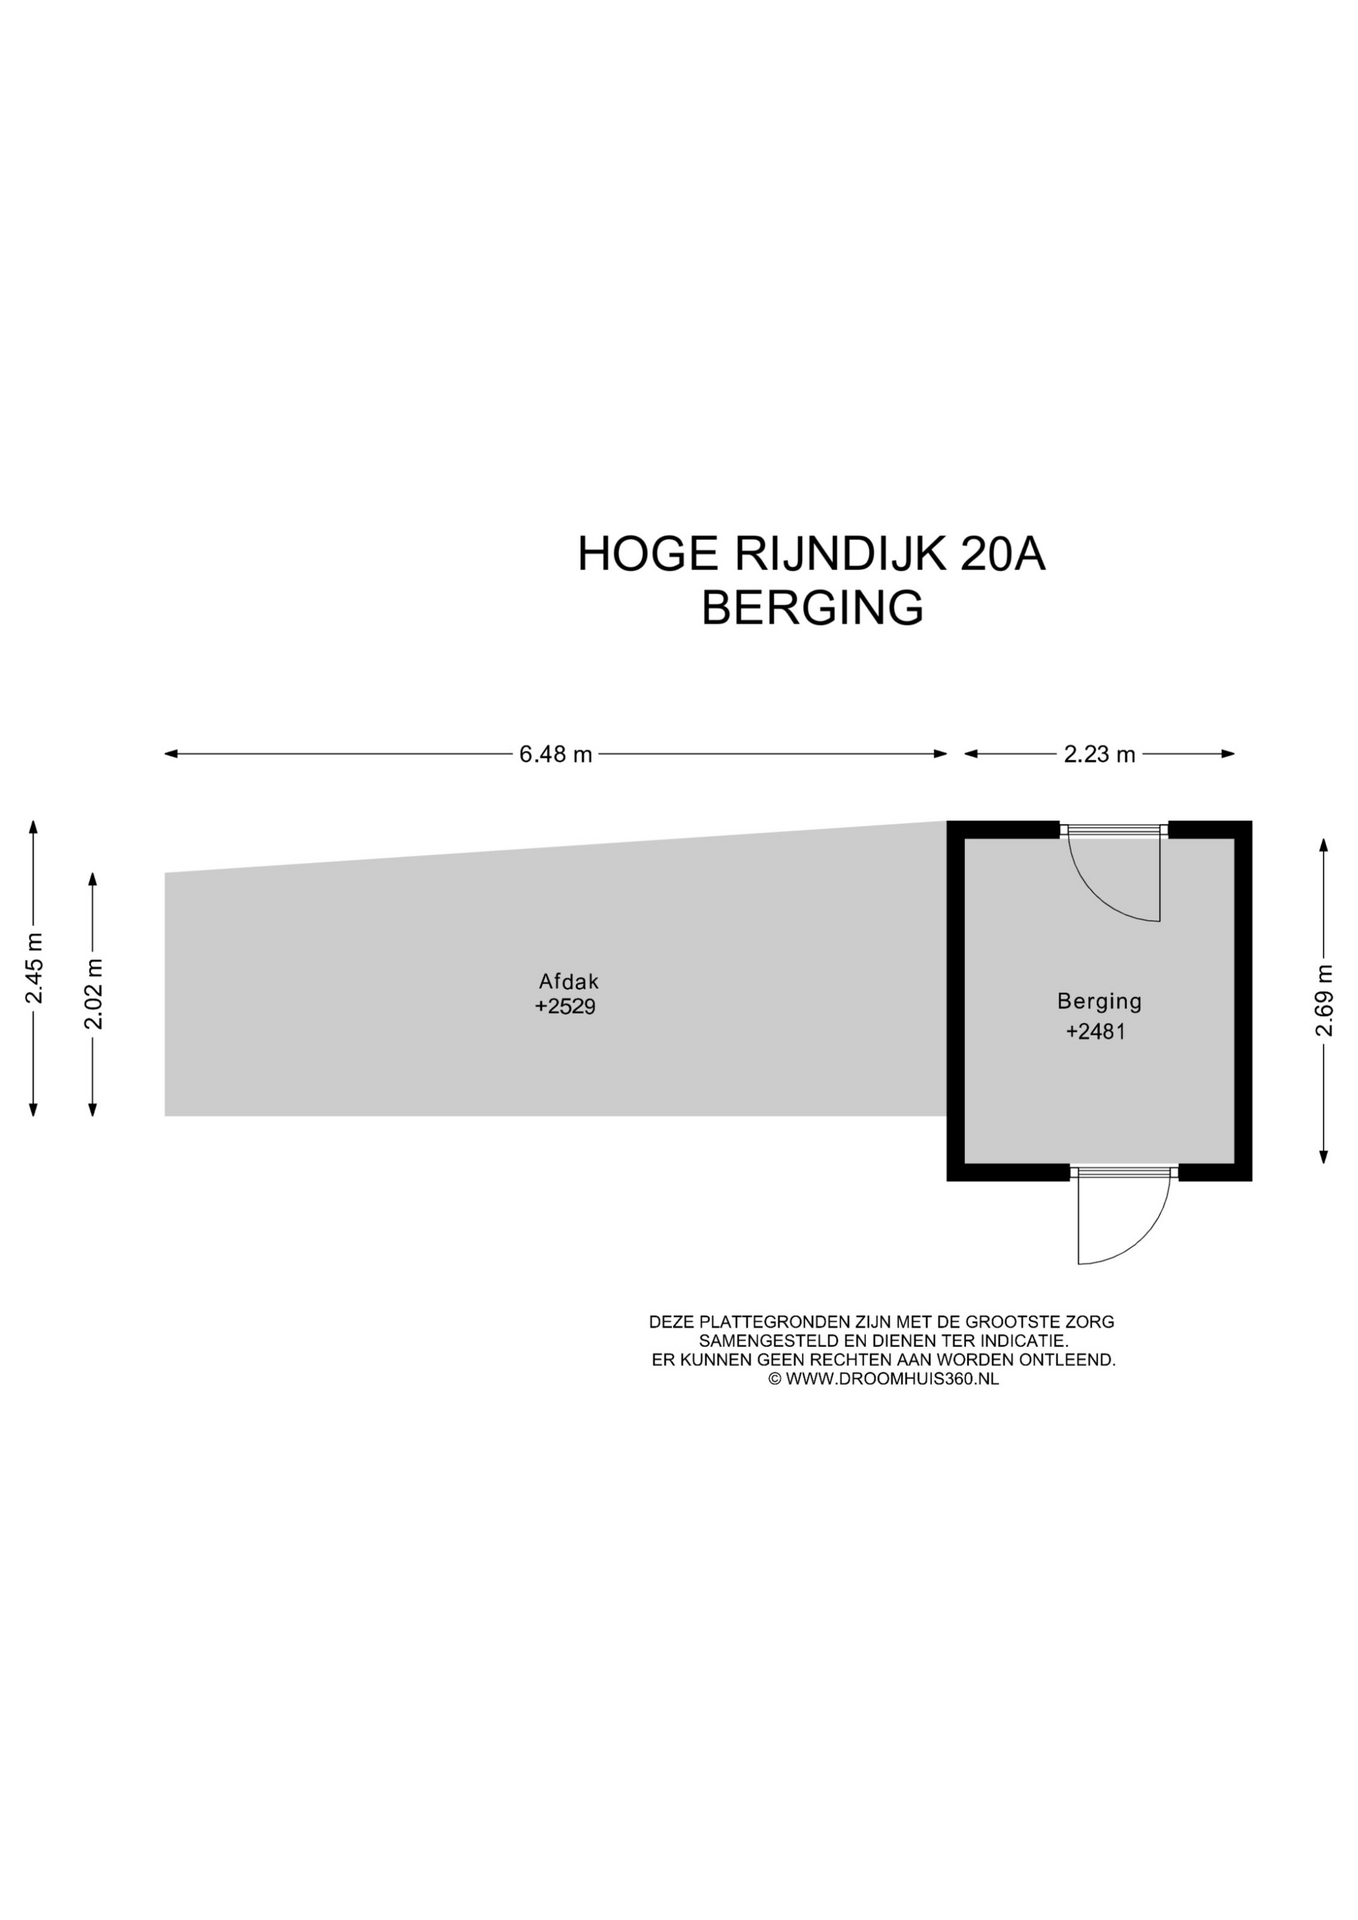 HOGE RIJNDIJK 20A
BERGING
6.48 m
2.23 m
2.45 m
2.02 m
Afdak
+2529
Berging
+2481
2.69 m
DEZE PLATTEGRONDEN ZIJN MET DE GROOTSTE ZORG
SAMENGESTELD EN DIENEN TER INDICATIE.
ER KUNNEN GEEN RECHTEN AAN WORDEN ONTLEEND.
© WWW.DROOMHUIS360.NL